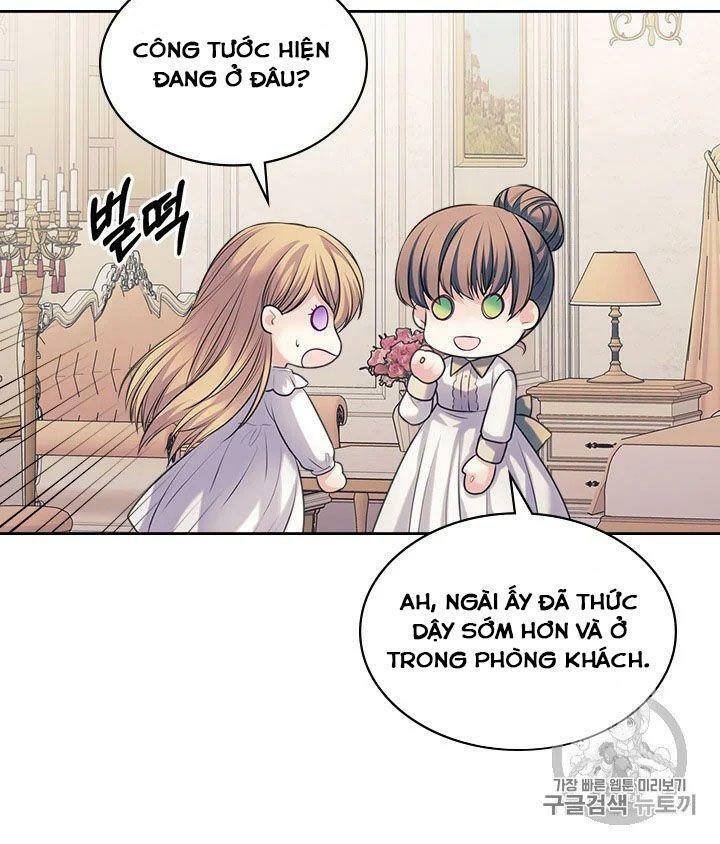 CÔNG TƯỚC HIỆN
ĐANG Ở ĐÂU?
벌떡
AH, NGÀI ẤY ĐÃ THỨC
DẬY SỚM HƠN VÀ Ở
TRONG PHÒNG KHÁCH.
가장 빠른 웹툰 미리보기
구글검색 뉴토끼